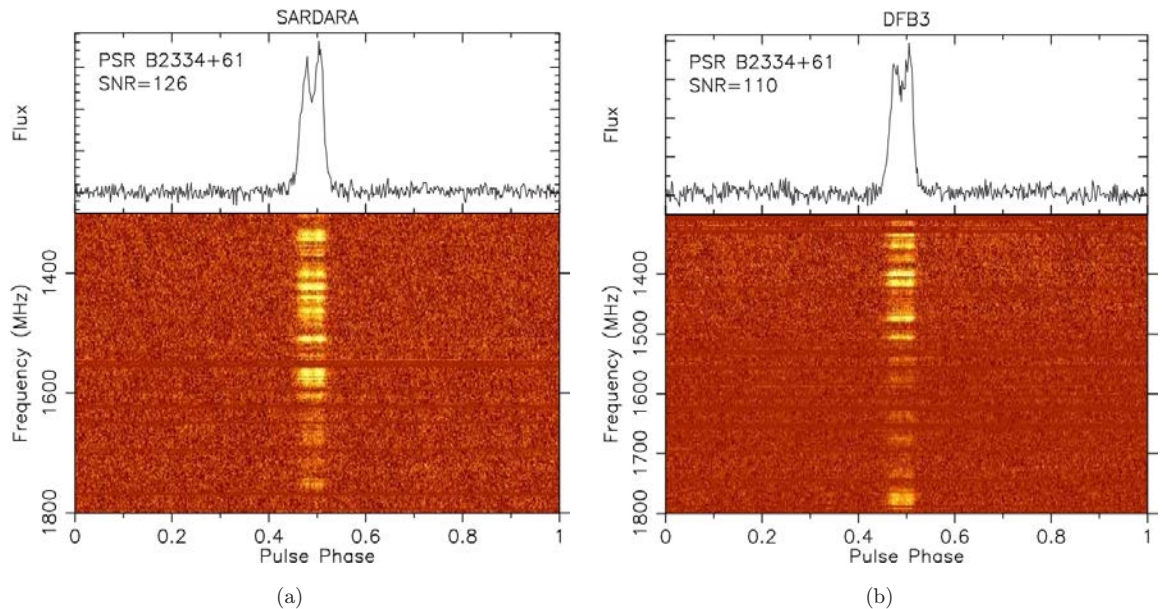 SARDARA
PSR B2334+61
SNR=126
Flux
Frequency (MHz)
1400
1600
1800
0 0.2 0.4 0.6 0.8 1
Pulse Phase
(a)
DFB3
PSR B2334+61
SNR=110
Flux
Frequency (MHz)
1400
1500
1600
1700
1800
0 0.2 0.4 0.6 0.8 1
Pulse Phase
(b)